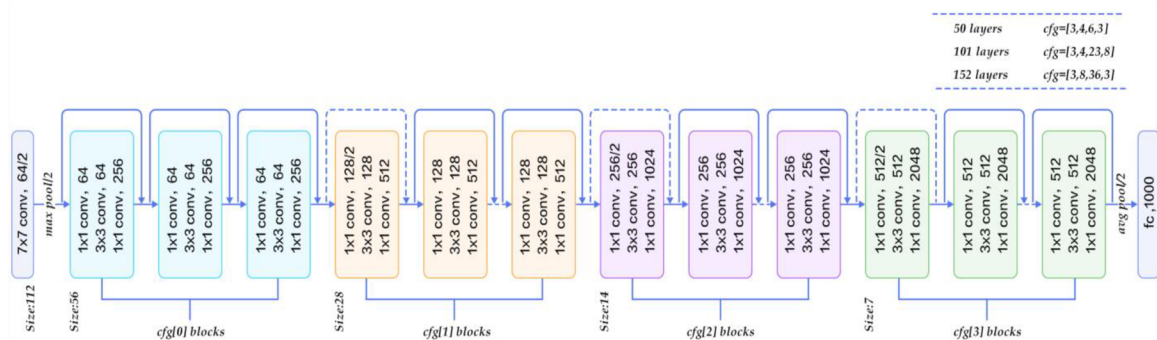 50 layers cfg=[3,4,6,3]
101 layers cfg=[3,4,23,8]
152 layers cfg=[3,8,36,3]
7×7 conv, 64/2
max pool/2
1x1 conv, 64
3x3 conv, 64
1x1 conv, 256
1x1 conv, 64
3x3 conv, 64
1x1 conv, 256
1x1 conv, 64
3x3 conv, 64
1x1 conv, 256
1x1 conv, 128/2
3x3 conv, 128
1x1 conv, 512
1x1 conv, 128
3x3 conv, 128
1x1 conv, 512
1x1 conv, 128
3x3 conv, 128
1x1 conv, 512
1x1 conv, 256/2
3x3 conv, 256
1x1 conv, 1024
1x1 conv, 256
3x3 conv, 256
1x1 conv, 1024
1x1 conv, 256
3x3 conv, 256
1x1 conv, 1024
1x1 conv, 512/2
3x3 conv, 512
1x1 conv, 2048
1x1 conv, 512
3x3 conv, 512
1x1 conv, 2048
1x1 conv, 512
3x3 conv, 512
1x1 conv, 2048
avg pool/2
fc ,1000
Size:112
Size:56
cfg[0] blocks
Size:28
cfg[1] blocks
Size:14
cfg[2] blocks
Size:7
cfg[3] blocks